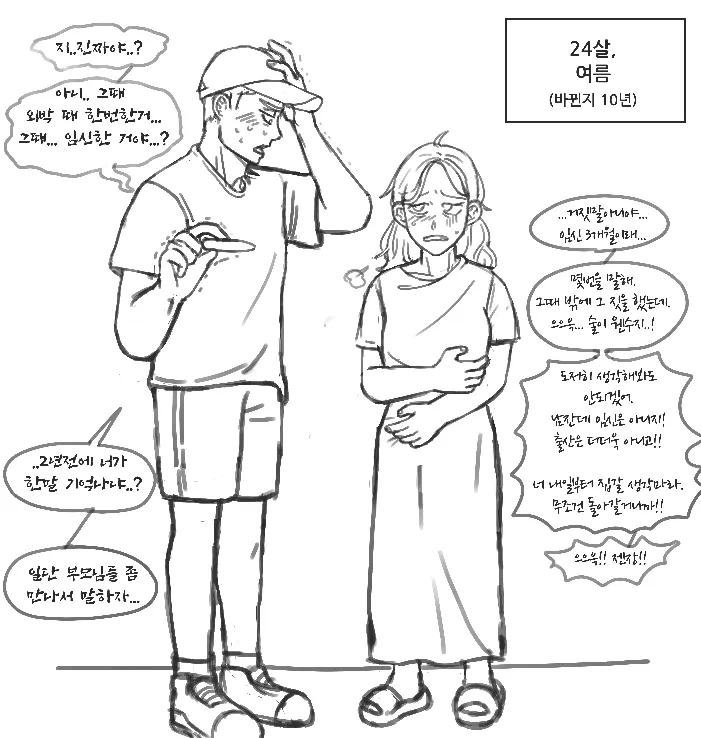 24살,
여름
(바뀐지 10년)
지..진짜야..?
아니.. 그때
외박 때 한번한거...
그때... 임신한 거야...?
...거짓말아니야...
임신 3개월이래...
몇번을 말해.
그때 밖에 그 짓을 했는데.
으으윽... 술이 웬수지..!
도저히 생각해봐도
안되겠어.
남잔데 임신은 아니지!
출산은 더더욱 아니고!!
너 내일부터 집갈 생각마라.
무조건 돌아갈거니까!!
으으윽!! 젠장!!
..2년전에 너가
한말 기억나냐..?
일단 부모님들 좀
만나서 말하자...